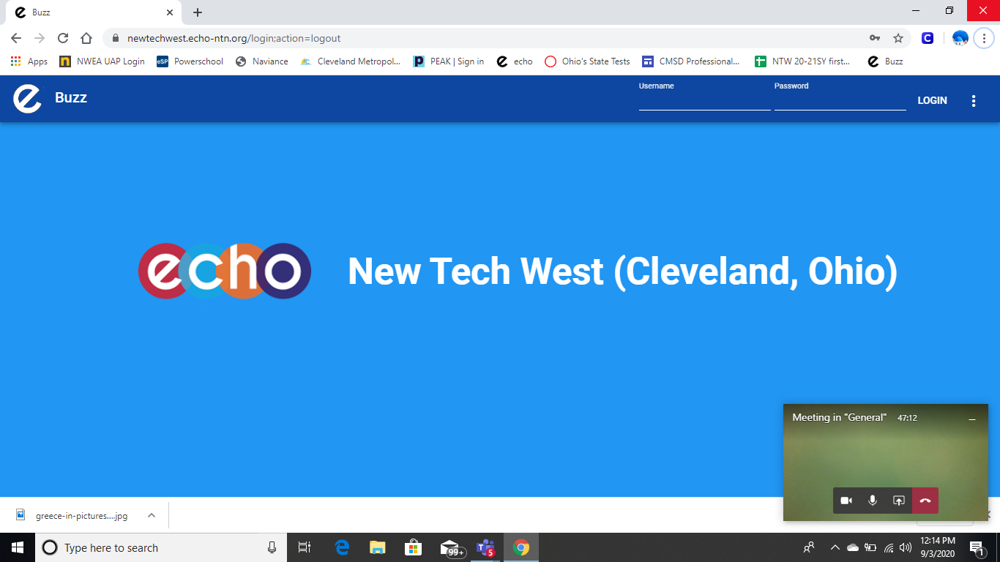 Buzz
newtechwest.echo-ntn.org/login;action=logout
Apps NWEA UAP Login Powerschool Naviance Cleveland Metropol... PEAK | Sign in echo Ohio's State Tests CMSD Professional... NTW 20-21SY first... Buzz
Buzz
Username
Password
LOGIN
echo
New Tech West (Cleveland, Ohio)
Meeting in "General" 47:12
greece-in-pictures....jpg
Type here to search
99+
5
12:14 PM
9/3/2020
1